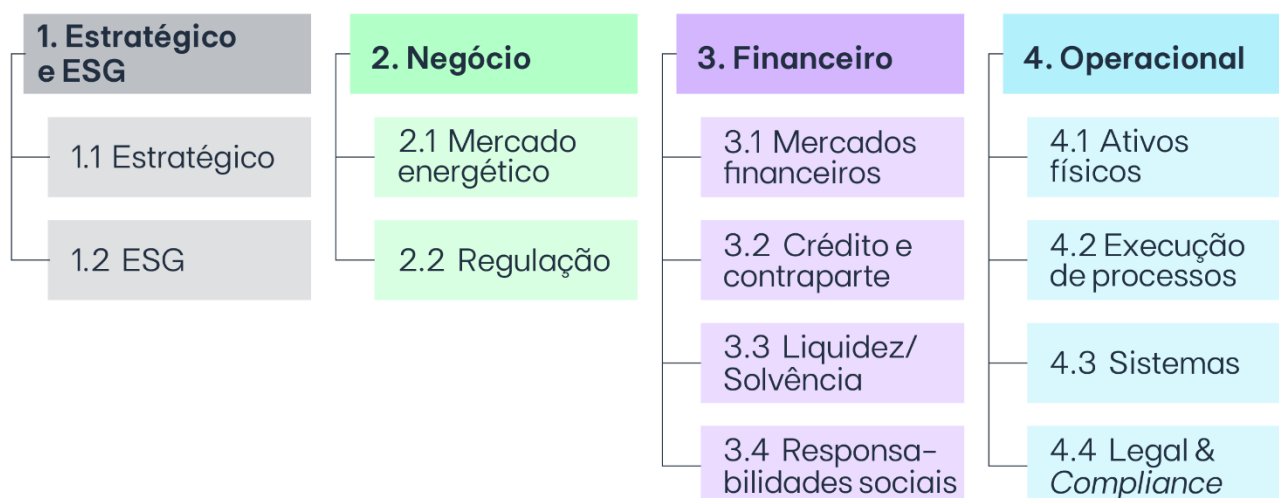 1. Estratégico
e ESG
1.1 Estratégico
1.2 ESG
2. Negócio
2.1 Mercado
energético
2.2 Regulação
3. Financeiro
3.1 Mercados
financeiros
3.2 Crédito e
contraparte
3.3 Liquidez/
Solvência
3.4 Responsa-
bilidades sociais
4. Operacional
4.1 Ativos
físicos
4.2 Execução
de processos
4.3 Sistemas
4.4 Legal &
Compliance